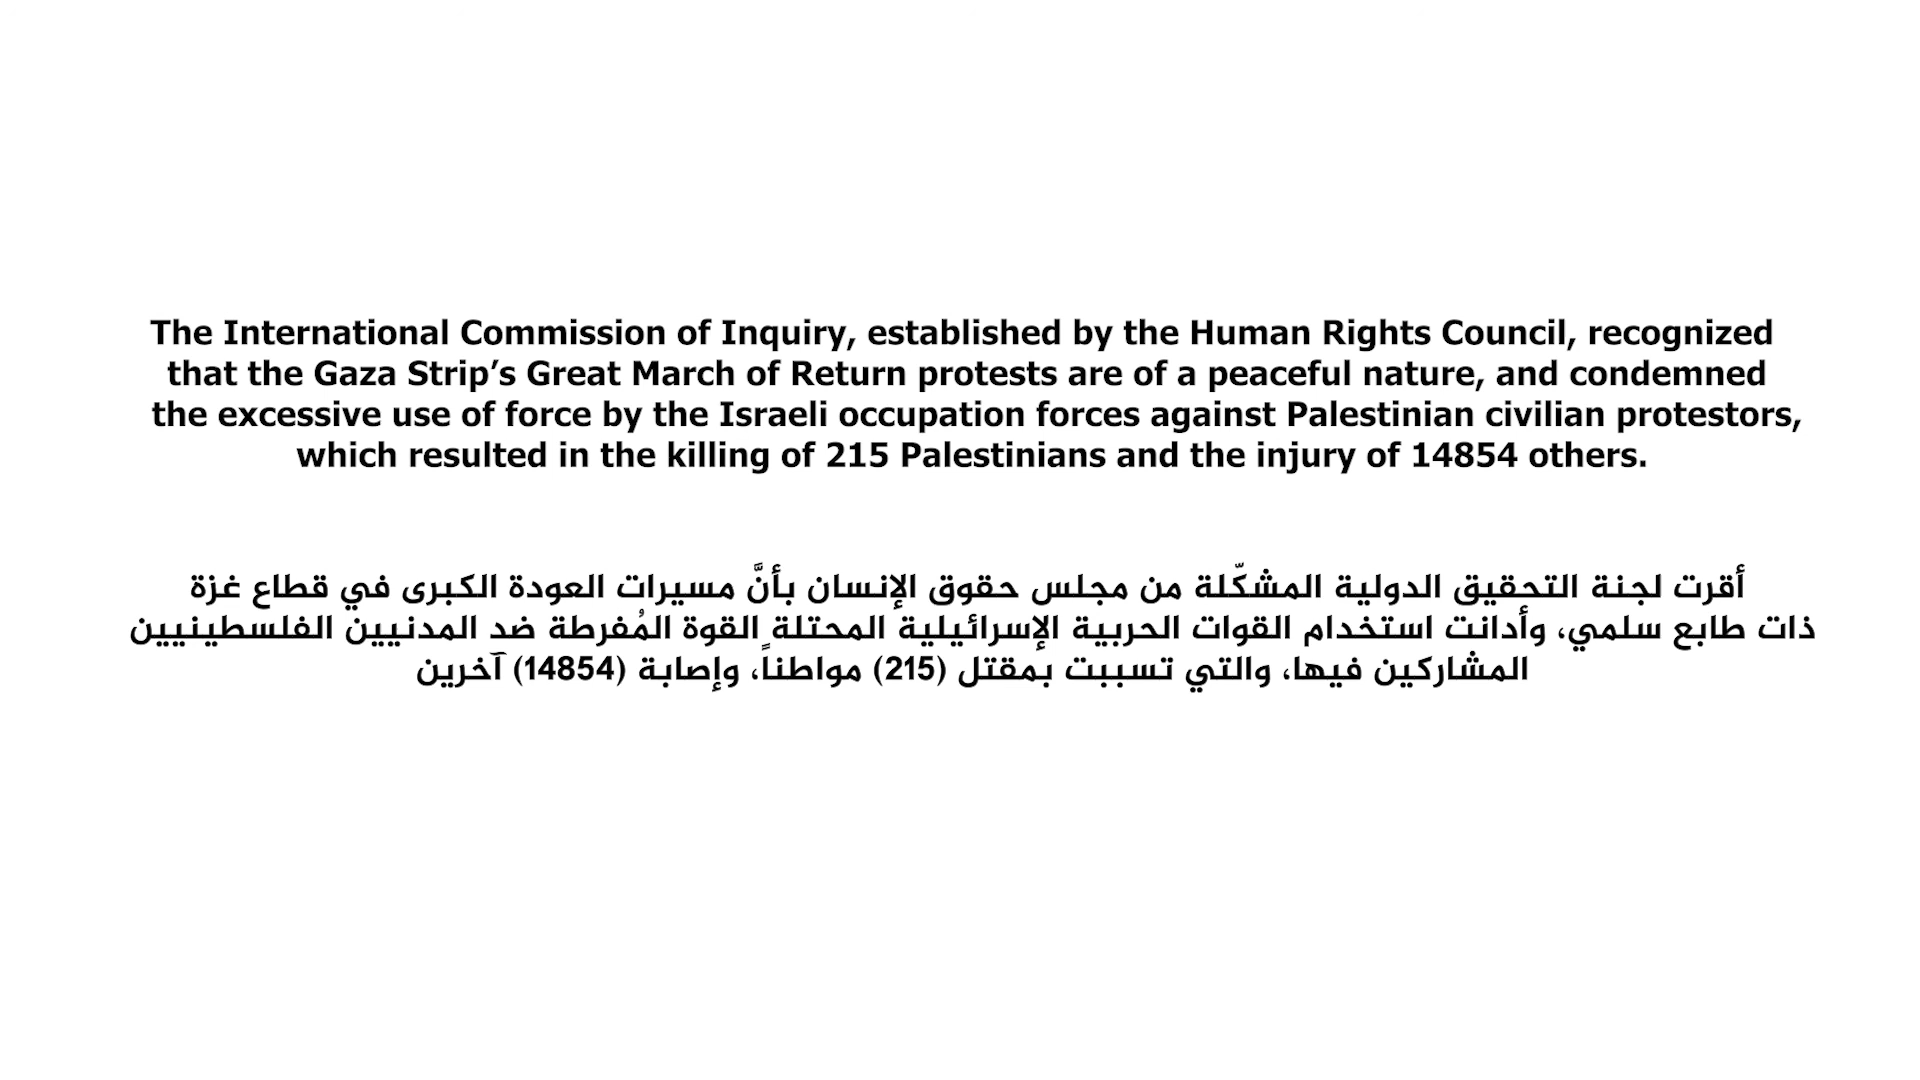 The International Commission of Inquiry, established by the Human Rights Council, recognized
that the Gaza Strip’s Great March of Return protests are of a peaceful nature, and condemned
the excessive use of force by the Israeli occupation forces against Palestinian civilian protestors,
which resulted in the killing of 215 Palestinians and the injury of 14854 others.
أقرت لجنة التحقيق الدولية المشكّلة من مجلس حقوق الإنسان بأنَّ مسيرات العودة الكبرى في قطاع غزة
ذات طابع سلمي، وأدانت استخدام القوات الحربية الإسرائيلية المحتلة القوة المُفرطة ضد المدنيين الفلسطينيين
المشاركين فيها، والتي تسببت بمقتل (215) مواطناً، وإصابة (14854) آخرين